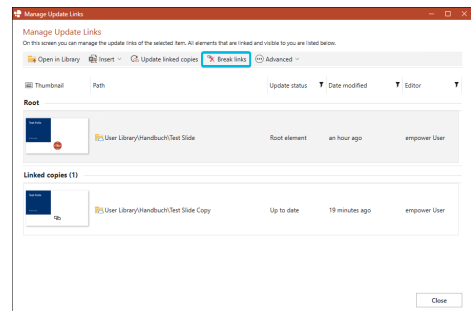 Manage Update Links
Manage Update Links
On this screen you can manage the update links of the selected item. All elements that are linked and visible to you are listed below.
Open in Library Insert Update linked copies Break links Advanced
Thumbnail Path Update status Date modified Editor
Root
User Library\Handbuch\Test Slide Root element an hour ago empower User
Linked copies (1)
User Library\Handbuch\Test Slide Copy Up to date 19 minutes ago empower User
Close